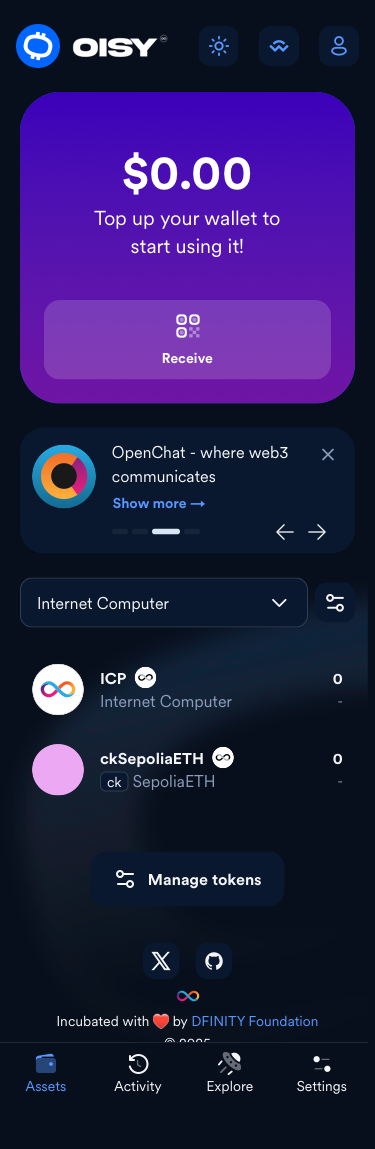 OISY
$0.00
Top up your wallet to
start using it!
Receive
OpenChat - where web3
communicates
Show more →
Internet Computer
ICP 0
Internet Computer -
ckSepoliaETH 0
ck SepoliaETH -
Manage tokens
Incubated with ❤️ by DFINITY Foundation
© 2025
Assets Activity Explore Settings